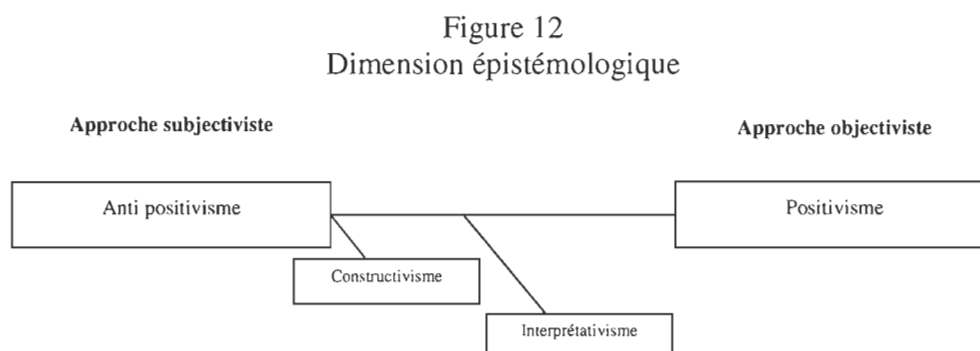 Figure 12
Dimension épistémologique
Approche subjectiviste
Approche objectiviste
Anti positivisme
Positivisme
Constructivisme
Interprétativisme